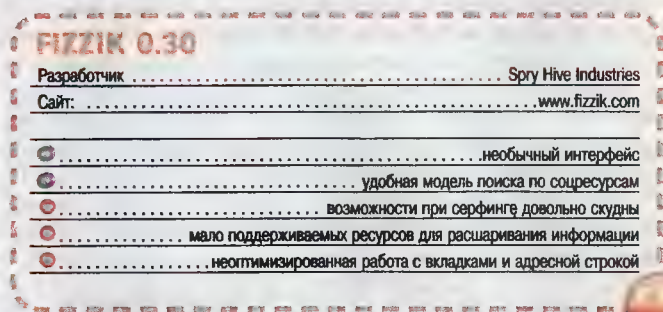 FIZZIK 0.30
Разработчик ........................................ Spry Hive Industries
Сайт: ........................................ www.fizzik.com
........................................ необычный интерфейс
........................................ удобная модель поиска по соцресурсам
........................................ возможности при серфинге довольно скудны
........................................ мало поддерживаемых ресурсов для расшаривания информации
........................................ неоптимизированная работа с вкладками и адресной строкой